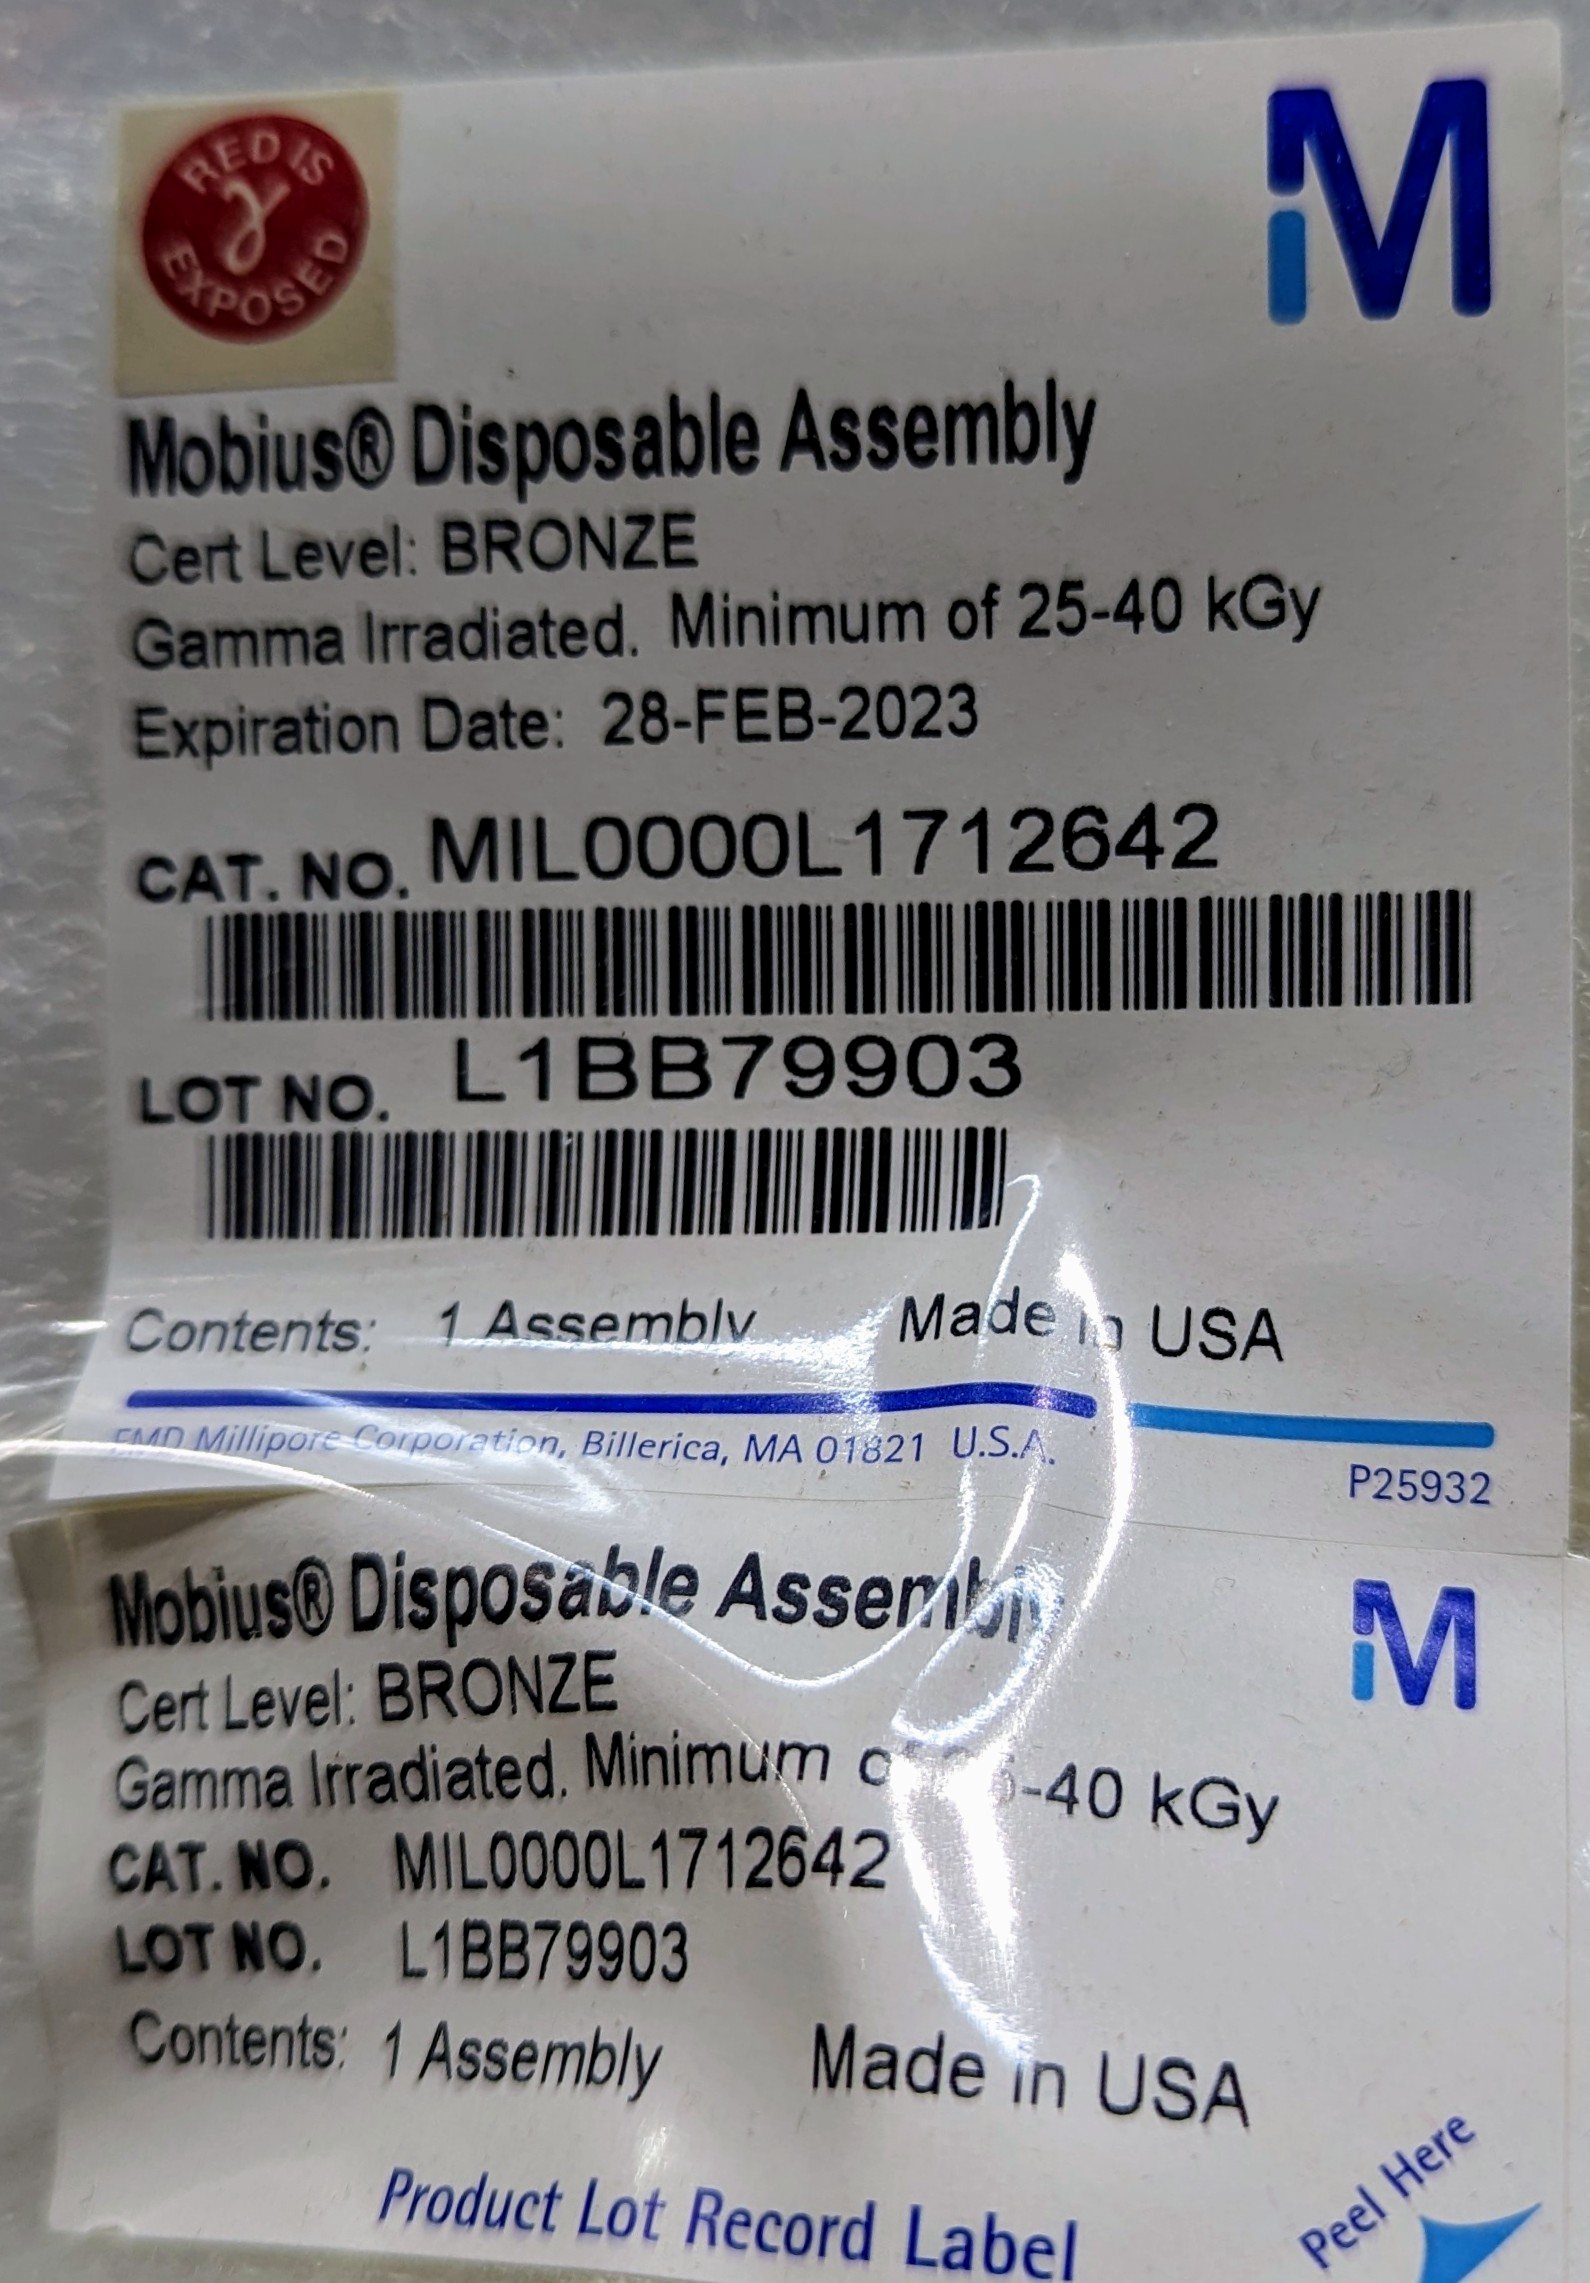 RED IS
γ
EXPOSED
M
Mobius® Disposable Assembly
Cert Level: BRONZE
Gamma Irradiated. Minimum of 25-40 kGy
Expiration Date: 28-FEB-2023
CAT. NO. MIL0000L1712642
LOT NO. L1BB79903
Contents: 1 Assembly Made in USA
EMD Millipore Corporation, Billerica, MA 01821 U.S.A.
P25932
Mobius® Disposable Assembly
M
Cert Level: BRONZE
Gamma Irradiated. Minimum of 25-40 kGy
CAT. NO. MIL0000L1712642
LOT NO. L1BB79903
Contents: 1 Assembly Made in USA
Product Lot Record Label
Peel Here